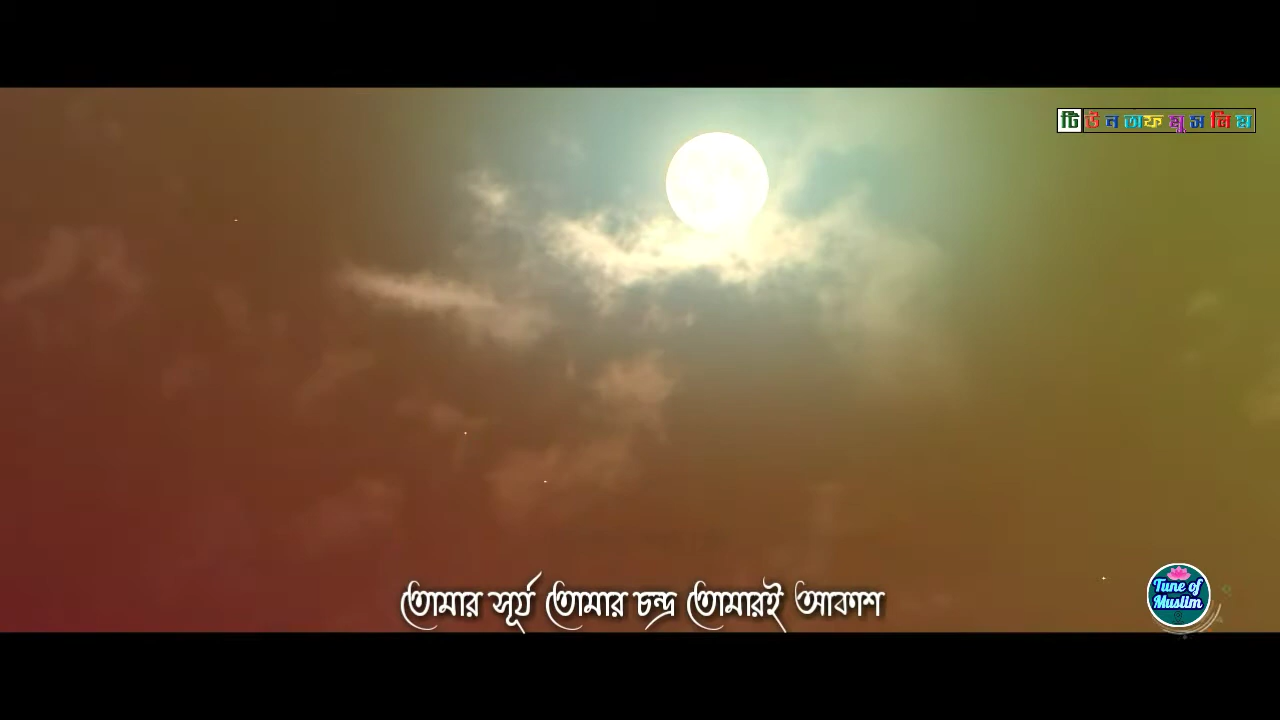 টিউন অফ মুসলিম
তোমার সূর্য তোমার চন্দ্র তোমারই আকাশ
Tune of
Muslim